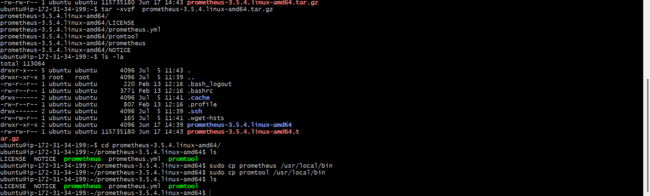 -rw-rw-r-- 1 ubuntu ubuntu 115735180 Jun 17 14:43 prometheus-3.5.4.linux-amd64.tar.gz
ubuntu@ip-172-31-34-199:~$ tar -xvzf  prometheus-3.5.4.linux-amd64.tar.gz
prometheus-3.5.4.linux-amd64/
prometheus-3.5.4.linux-amd64/LICENSE
prometheus-3.5.4.linux-amd64/prometheus.yml
prometheus-3.5.4.linux-amd64/promtool
prometheus-3.5.4.linux-amd64/prometheus
prometheus-3.5.4.linux-amd64/NOTICE
ubuntu@ip-172-31-34-199:~$ ls -la
total 113064
drwxr-x--- 5 ubuntu ubuntu      4096 Jul  5 11:43 .
drwxr-xr-x 3 root   root        4096 Jul  5 11:39 ..
-rw-r--r-- 1 ubuntu ubuntu       220 Feb 13 12:16 .bash_logout
-rw-r--r-- 1 ubuntu ubuntu      3771 Feb 13 12:16 .bashrc
drwx------ 2 ubuntu ubuntu      4096 Jul  5 11:41 .cache
-rw-r--r-- 1 ubuntu ubuntu       807 Feb 13 12:16 .profile
drwx------ 2 ubuntu ubuntu      4096 Jul  5 11:39 .ssh
-rw-rw-r-- 1 ubuntu ubuntu       165 Jul  5 11:41 .wget-hsts
drwxr-xr-x 2 ubuntu ubuntu      4096 Jun 17 14:39 prometheus-3.5.4.linux-amd64
-rw-rw-r-- 1 ubuntu ubuntu 115735180 Jun 17 14:43 prometheus-3.5.4.linux-amd64.t
ar.gz
ubuntu@ip-172-31-34-199:~$ cd prometheus-3.5.4.linux-amd64/
ubuntu@ip-172-31-34-199:~/prometheus-3.5.4.linux-amd64$ ls
LICENSE  NOTICE  prometheus  prometheus.yml  promtool
ubuntu@ip-172-31-34-199:~/prometheus-3.5.4.linux-amd64$ sudo cp prometheus /usr/local/bin
ubuntu@ip-172-31-34-199:~/prometheus-3.5.4.linux-amd64$ sudo cp promtool /usr/local/bin
ubuntu@ip-172-31-34-199:~/prometheus-3.5.4.linux-amd64$ ls
LICENSE  NOTICE  prometheus  prometheus.yml  promtool
ubuntu@ip-172-31-34-199:~/prometheus-3.5.4.linux-amd64$